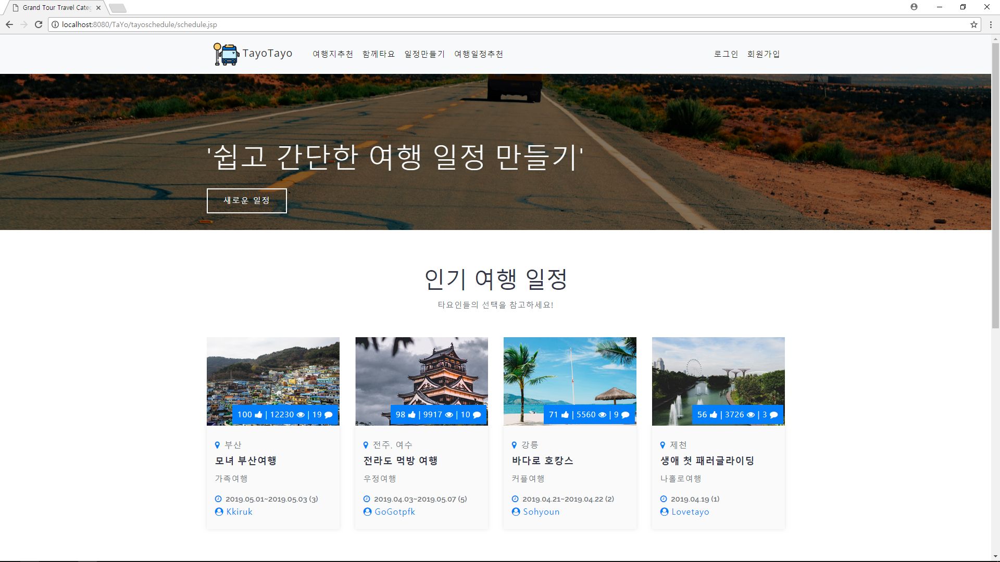 Grand Tour Travel Categ
localhost:8080/TaYo/tayoschedule/schedule.jsp
TayoTayo 여행지추천 함께타요 일정만들기 여행일정추천 로그인 회원가입
'쉽고 간단한 여행 일정 만들기'
새로운 일정
인기 여행 일정
타요인들의 선택을 참고하세요!
100 | 12230 | 19
부산
모녀 부산여행
가족여행
2019.05.01~2019.05.03 (3)
Kkiruk
98 | 9917 | 10
전주, 여수
전라도 먹방 여행
우정여행
2019.04.03~2019.05.07 (5)
GoGotpfk
71 | 5560 | 9
강릉
바다로 호캉스
커플여행
2019.04.21~2019.04.22 (2)
Sohyoun
56 | 3726 | 3
제천
생애 첫 패러글라이딩
나홀로여행
2019.04.19 (1)
Lovetayo